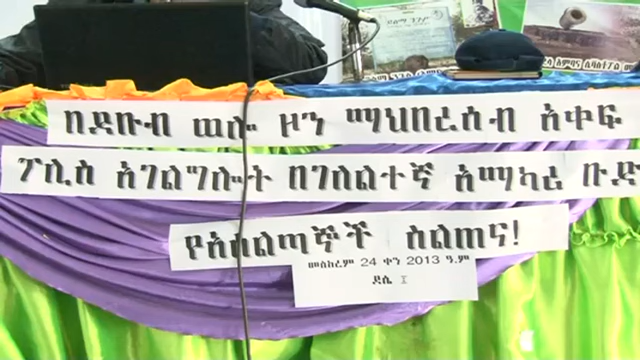 በደቡብ ወሎ ዞን ማህበረሰብ አቀፍ
ፖሊስ አገልግሎት በገለልተኛ አማካሪ ቡድ
የአሰልጣኞች ስልጠና!
መስከረም 24 ቀን 2013 ዓ.ም
ደሴ